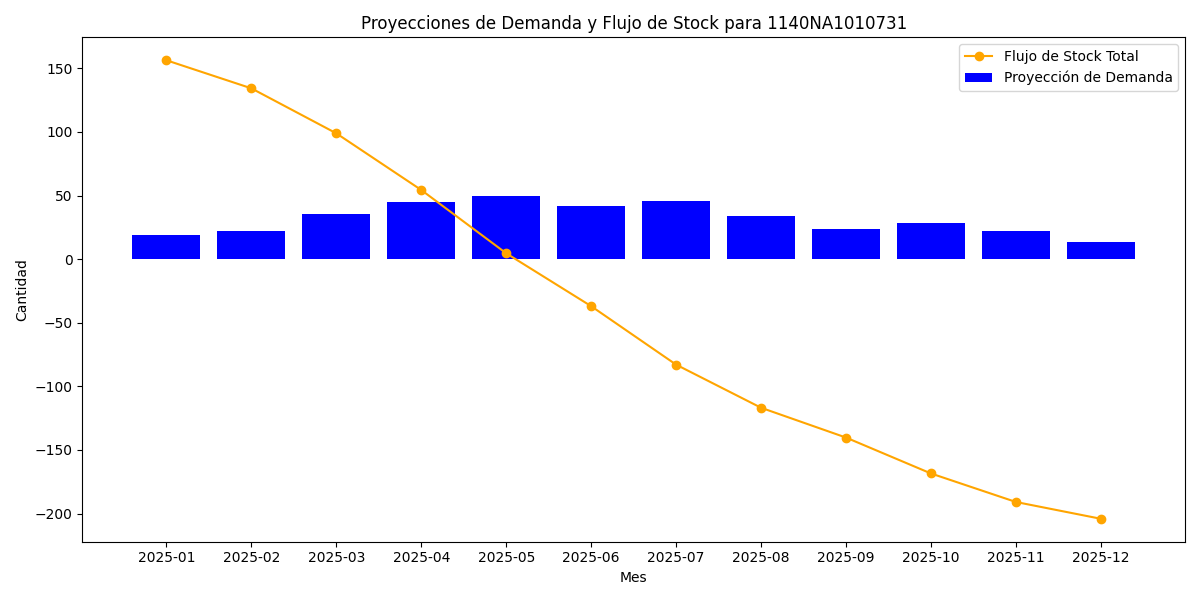 Proyecciones de Demanda y Flujo de Stock para 1140NA1010731
Flujo de Stock Total
Proyección de Demanda
Cantidad
150
100
50
0
−50
−100
−150
−200
2025-01 2025-02 2025-03 2025-04 2025-05 2025-06 2025-07 2025-08 2025-09 2025-10 2025-11 2025-12
Mes